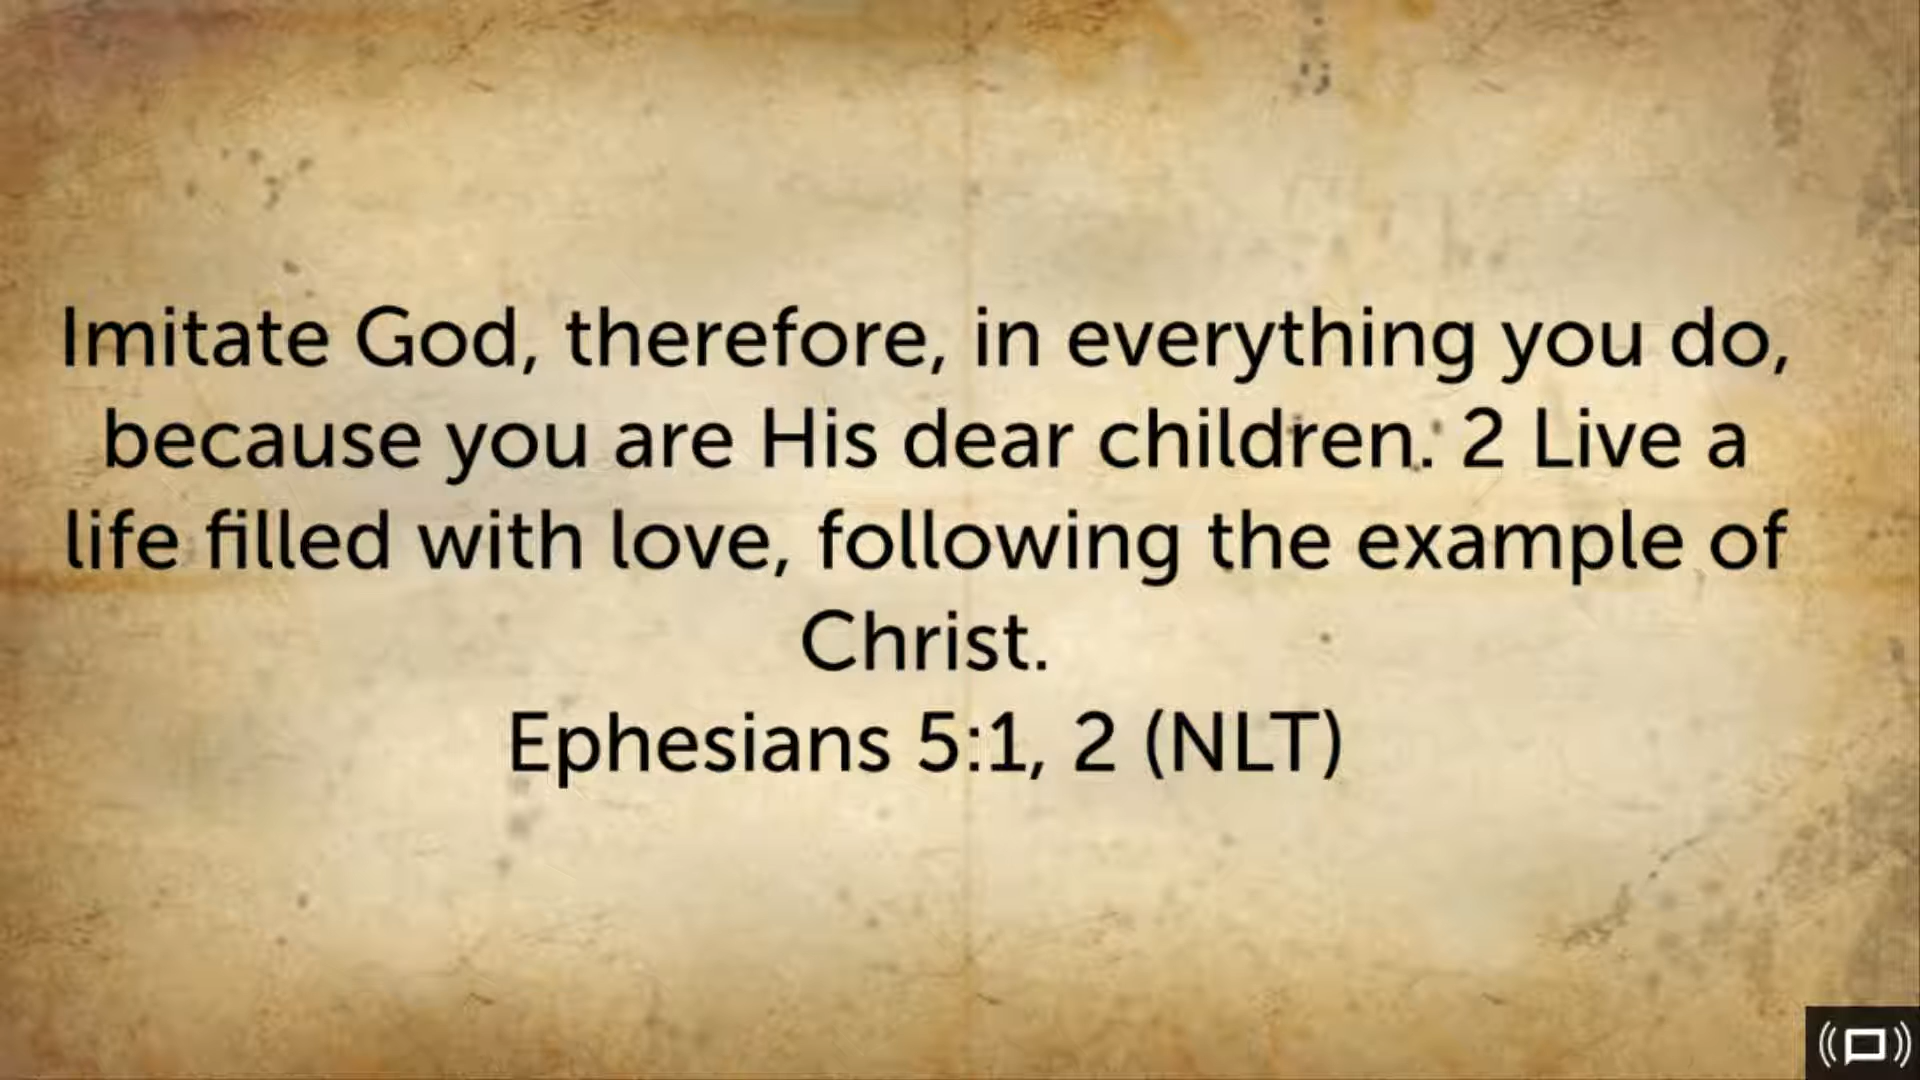 Imitate God, therefore, in everything you do,
because you are His dear children. 2 Live a
life filled with love, following the example of
Christ.
Ephesians 5:1, 2 (NLT)